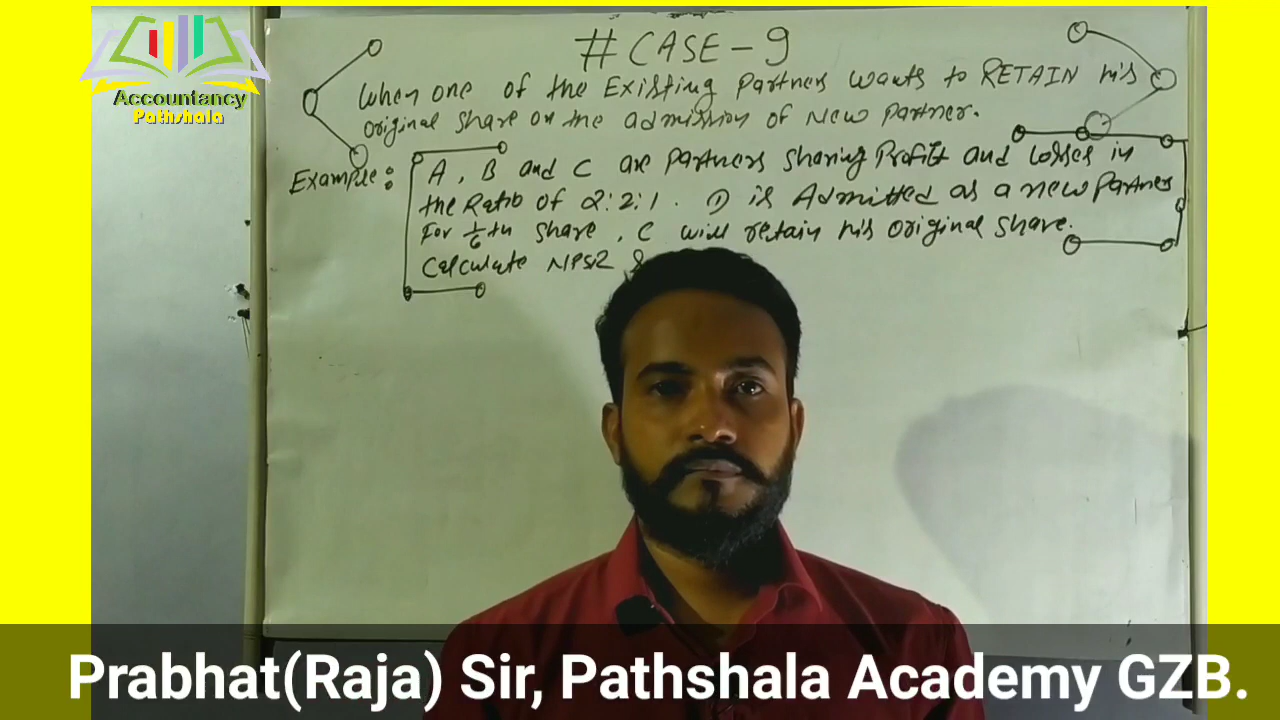 Accountancy
Pathshala
# CASE - 9
When one of the Existing Partners wants to RETAIN his
original share on the admission of New Partner.
Example:
A, B and C are partners sharing Profit and Losses in
the Ratio of 2:2:1. D is Admitted as a new Partner
For 1/6 th share, C will retain his original share.
Calculate NPSR &
Prabhat(Raja) Sir, Pathshala Academy GZB.